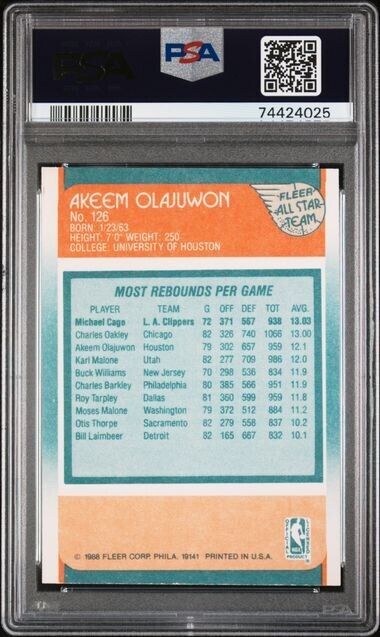 PSA
PSA
74424025
AKEEM OLAJUWON
No. 126
BORN: 1/23/63
HEIGHT: 7'0" WEIGHT: 250
COLLEGE: UNIVERSITY OF HOUSTON
FLEER
ALL STAR
TEAM
MOST REBOUNDS PER GAME
PLAYER TEAM G OFF DEF TOT AVG.
Michael Cage L. A. Clippers 72 371 567 938 13.03
Charles Oakley Chicago 82 326 740 1066 13.00
Akeem Olajuwon Houston 79 302 657 959 12.1
Karl Malone Utah 82 277 709 986 12.0
Buck Williams New Jersey 70 298 536 834 11.9
Charles Barkley Philadelphia 80 385 566 951 11.9
Roy Tarpley Dallas 81 360 599 959 11.8
Moses Malone Washington 79 372 512 884 11.2
Otis Thorpe Sacramento 82 279 558 837 10.2
Bill Laimbeer Detroit 82 165 667 832 10.1
© 1988 FLEER CORP. PHILA. 19141 PRINTED IN U.S.A.
NBA
PRODUCT